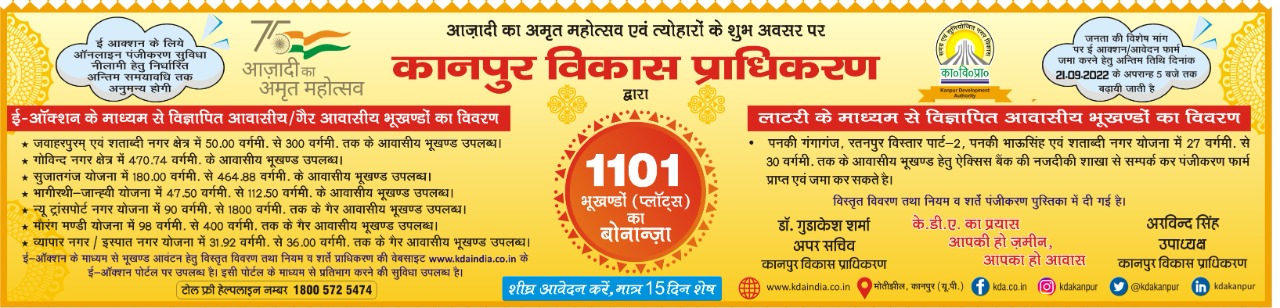 ई आक्शन के लिये
ऑनलाइन पंजीकरण सुविधा
नीलामी हेतु निर्धारित
अन्तिम समयावधि तक
अनुमन्य होगी
75
आज़ादी का
अमृत महोत्सव
आज़ादी का अमृत महोत्सव एवं त्योहारों के शुभ अवसर पर
कानपुर विकास प्राधिकरण
द्वारा
का०वि०प्रा०
Kanpur Development
Authority
जनता की विशेष मांग
पर ई आक्शन/आवेदन फार्म
जमा करने हेतु अन्तिम तिथि दिनांक
21-09-2022 के अपरान्ह 5 बजे तक
बढ़ायी जाती है
ई-ऑक्शन के माध्यम से विज्ञापित आवासीय/गैर आवासीय भूखण्डों का विवरण
★ जवाहरपुरम् एवं शताब्दी नगर क्षेत्र में 50.00 वर्गमी. से 300 वर्गमी. तक के आवासीय भूखण्ड उपलब्ध।
★ गोविन्द नगर क्षेत्र में 470.74 वर्गमी. के आवासीय भूखण्ड उपलब्ध।
★ सुजातगंज योजना में 180.00 वर्गमी. से 464.88 वर्गमी. के आवासीय भूखण्ड उपलब्ध।
★ भागीरथी-जान्हवी योजना में 47.50 वर्गमी. से 112.50 वर्गमी. के आवासीय भूखण्ड उपलब्ध।
★ न्यू ट्रांसपोर्ट नगर योजना में 90 वर्गमी. से 1800 वर्गमी. तक के गैर आवासीय भूखण्ड उपलब्ध।
★ मौरंग मण्डी योजना में 98 वर्गमी. से 400 वर्गमी. तक के गैर आवासीय भूखण्ड उपलब्ध।
★ व्यापार नगर / इस्पात नगर योजना में 31.92 वर्गमी. से 36.00 वर्गमी. तक के गैर आवासीय भूखण्ड उपलब्ध।
ई-ऑक्शन के माध्यम से भूखण्ड आवंटन हेतु विस्तृत विवरण तथा नियम व शर्तें प्राधिकरण की वेबसाइट www.kdaindia.co.in के
ई-ऑक्शन पोर्टल पर उपलब्ध है। इसी पोर्टल के माध्यम से प्रतिभाग करने की सुविधा उपलब्ध है।
टोल फ्री हेल्पलाइन नम्बर 1800 572 5474
1101
भूखण्डों (प्लॉट्स)
का
बोनान्ज़ा
शीघ्र आवेदन करें, मात्र 15 दिन शेष
लाटरी के माध्यम से विज्ञापित आवासीय भूखण्डों का विवरण
• पनकी गंगागंज, रतनपुर विस्तार पार्ट-2, पनकी भाऊसिंह एवं शताब्दी नगर योजना में 27 वर्गमी. से
30 वर्गमी. तक के आवासीय भूखण्ड हेतु ऐक्सिस बैंक की नजदीकी शाखा से सम्पर्क कर पंजीकरण फार्म
प्राप्त एवं जमा कर सकते है।
विस्तृत विवरण तथा नियम व शर्ते पंजीकरण पुस्तिका में दी गई है।
डॉ. गुडाकेश शर्मा
अपर सचिव
कानपुर विकास प्राधिकरण
के.डी.ए. का प्रयास
आपकी हो ज़मीन,
आपका हो आवास
अरविन्द सिंह
उपाध्यक्ष
कानपुर विकास प्राधिकरण
www.kdaindia.co.in मोतीझील, कानपुर (यू.पी.) kda.co.in kdakanpur @kdakanpur kdakanpur